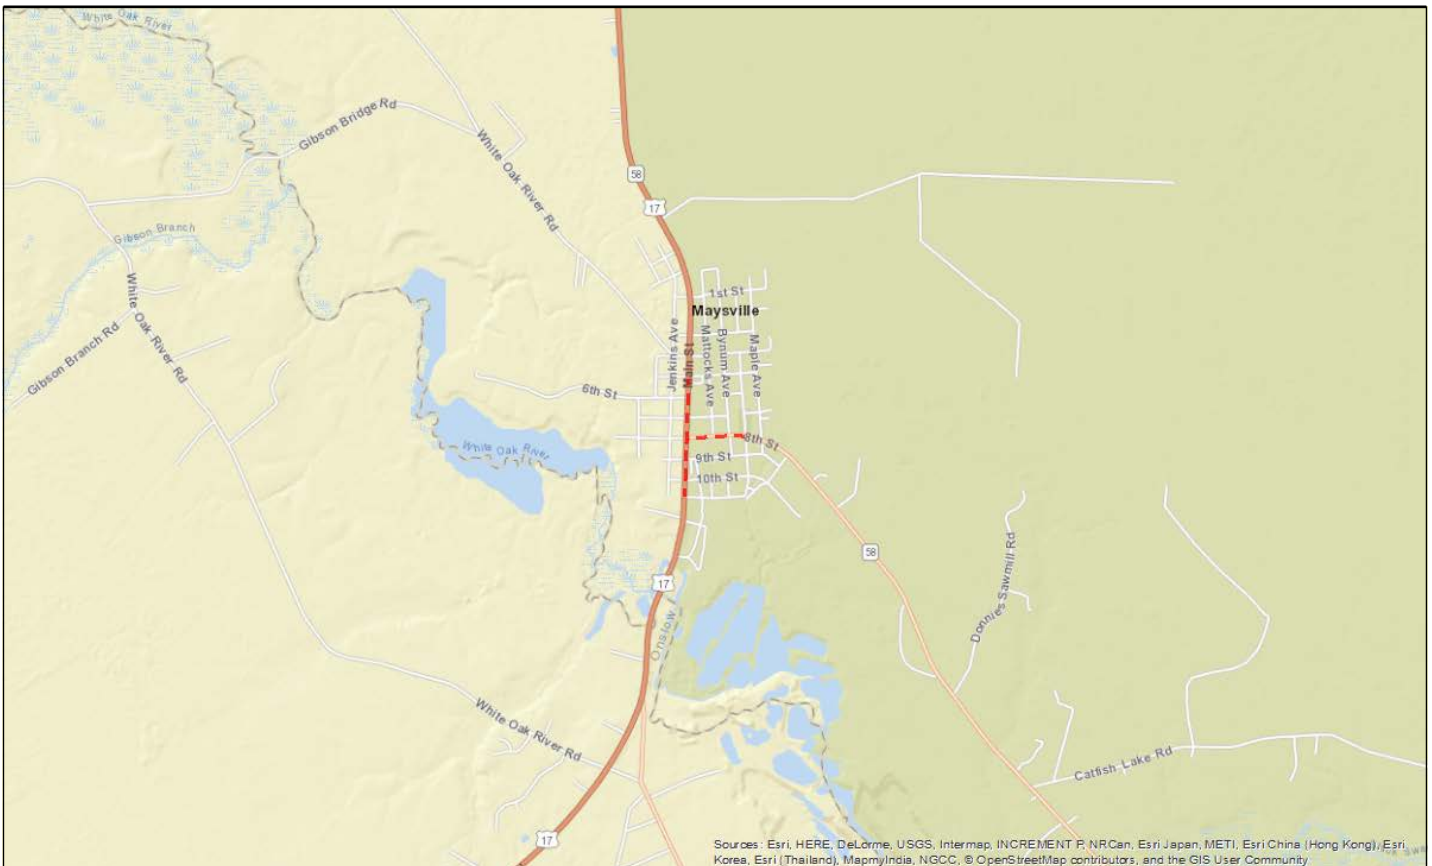 White Oak River
Gibson Bridge Rd
White Oak River Rd
58
17
Gibson Branch
White Oak River Rd
Gibson Branch Rd
1st St
Maysville
Jenkins Ave
Main St
Mattocks Ave
Bynum Ave
Maple Ave
6th St
8th St
White Oak River
9th St
10th St
58
17
Onslow
Donnies Sawmill Rd
White Oak River Rd
Catfish Lake Rd
17
Sources: Esri, HERE, DeLorme, USGS, Intermap, INCREMENT P, NRCan, Esri Japan, METI, Esri China (Hong Kong), Esri
Korea, Esri (Thailand), MapmyIndia, NGCC, © OpenStreetMap contributors, and the GIS User Community